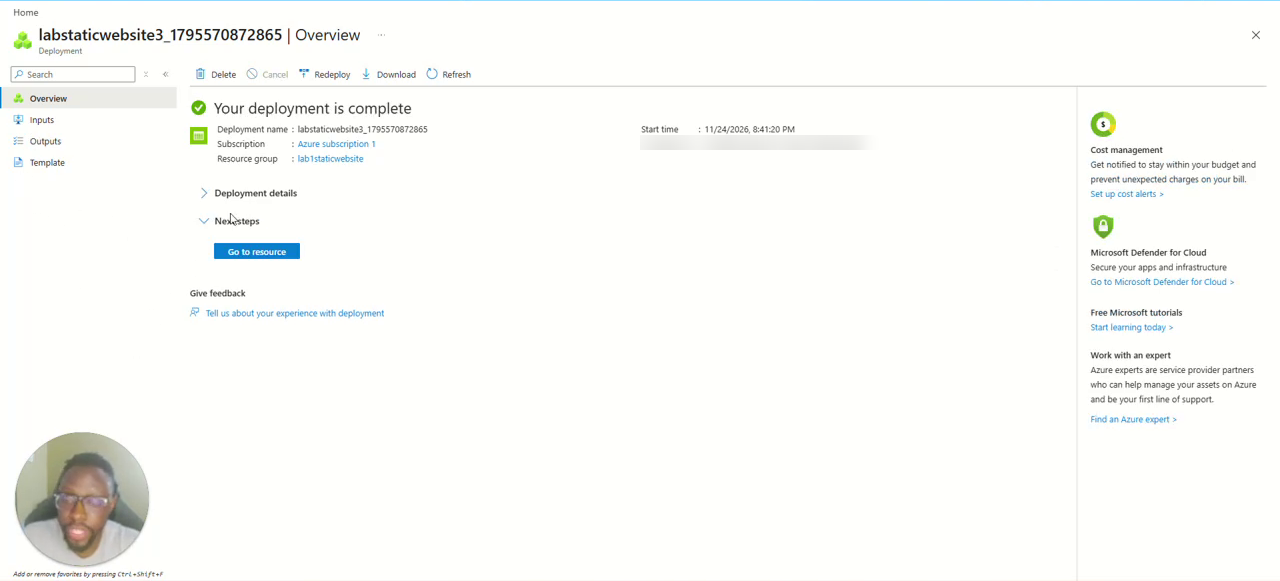 Home
labstaticwebsite3_1795570872865 | Overview ...
Deployment
Search
Overview
Inputs
Outputs
Template
Delete Cancel Redeploy Download Refresh
Your deployment is complete
Deployment name : labstaticwebsite3_1795570872865
Subscription : Azure subscription 1
Resource group : lab1staticwebsite
Start time : 11/24/2026, 8:41:20 PM
Deployment details
Next steps
Go to resource
Give feedback
Tell us about your experience with deployment
Cost management
Get notified to stay within your budget and
prevent unexpected charges on your bill.
Set up cost alerts >
Microsoft Defender for Cloud
Secure your apps and infrastructure
Go to Microsoft Defender for Cloud >
Free Microsoft tutorials
Start learning today >
Work with an expert
Azure experts are service provider partners
who can help manage your assets on Azure
and be your first line of support.
Find an Azure expert >
Add or remove favorites by pressing Ctrl+Shift+F